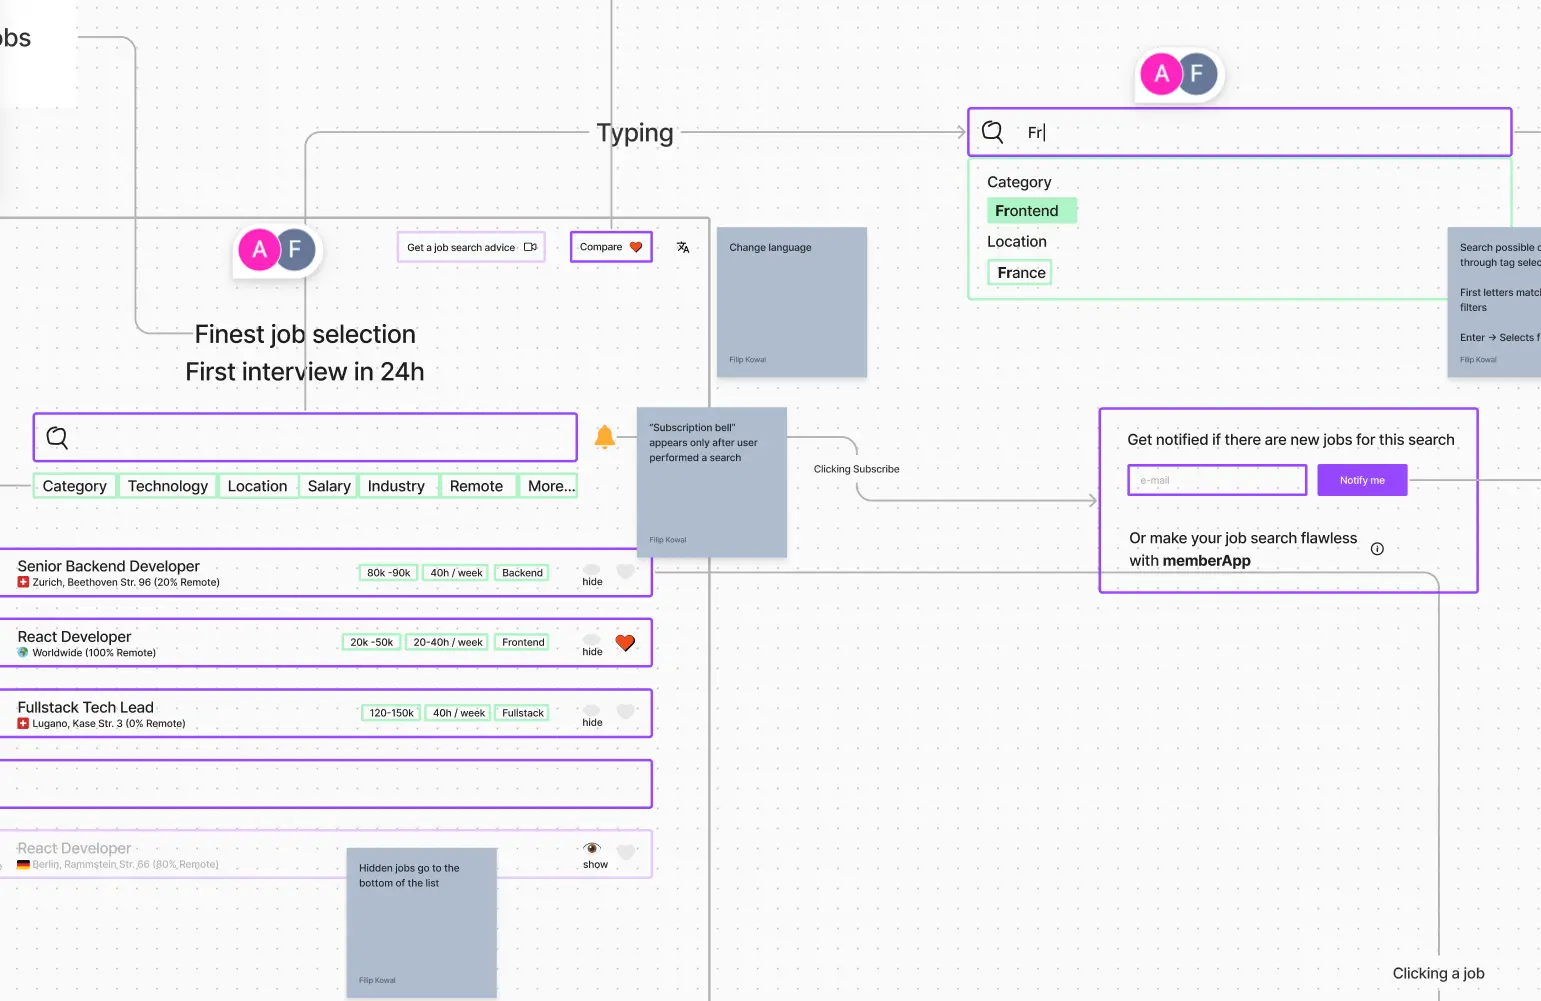 obs
A F
Typing
Fr
Category
Frontend
Location
France
A F
Get a job search advice
Compare
Change language
Filip Kowal
Search possible
through tag selec
First letters match
filters
Enter → Selects f
Filip Kowal
Finest job selection
First interview in 24h
Category
Technology
Location
Salary
Industry
Remote
More...
"Subscription bell"
appears only after user
performed a search
Filip Kowal
Clicking Subscribe
Get notified if there are new jobs for this search
e-mail
Notify me
Or make your job search flawless
with memberApp
Senior Backend Developer
Zurich, Beethoven Str. 96 (20% Remote)
80k -90k
40h / week
Backend
hide
React Developer
Worldwide (100% Remote)
20k -50k
20-40h / week
Frontend
hide
Fullstack Tech Lead
Lugano, Kase Str. 3 (0% Remote)
120-150k
40h / week
Fullstack
hide
React Developer
Berlin, Rammstein Str. 66 (80% Remote)
show
Hidden jobs go to the
bottom of the list
Filip Kowal
Clicking a job